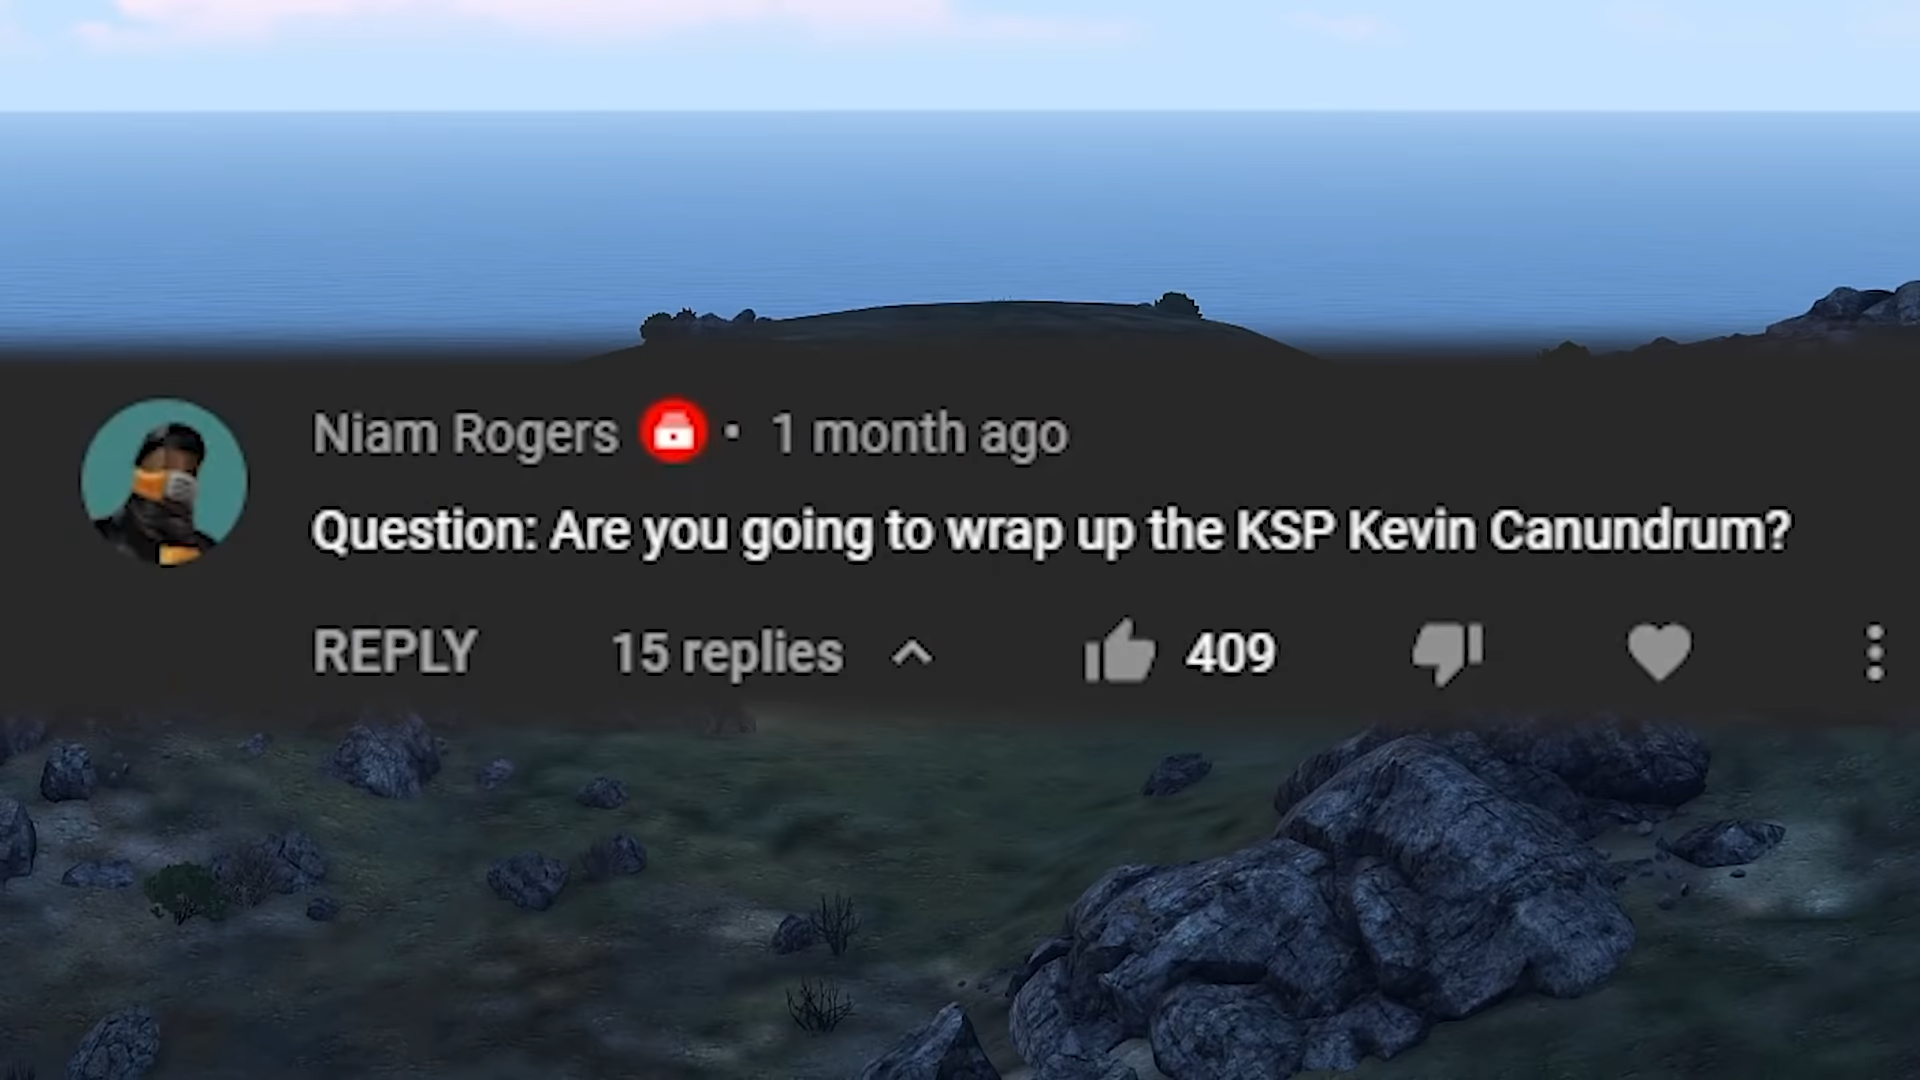 Niam Rogers • 1 month ago
Question: Are you going to wrap up the KSP Kevin Canundrum?
REPLY 15 replies 409